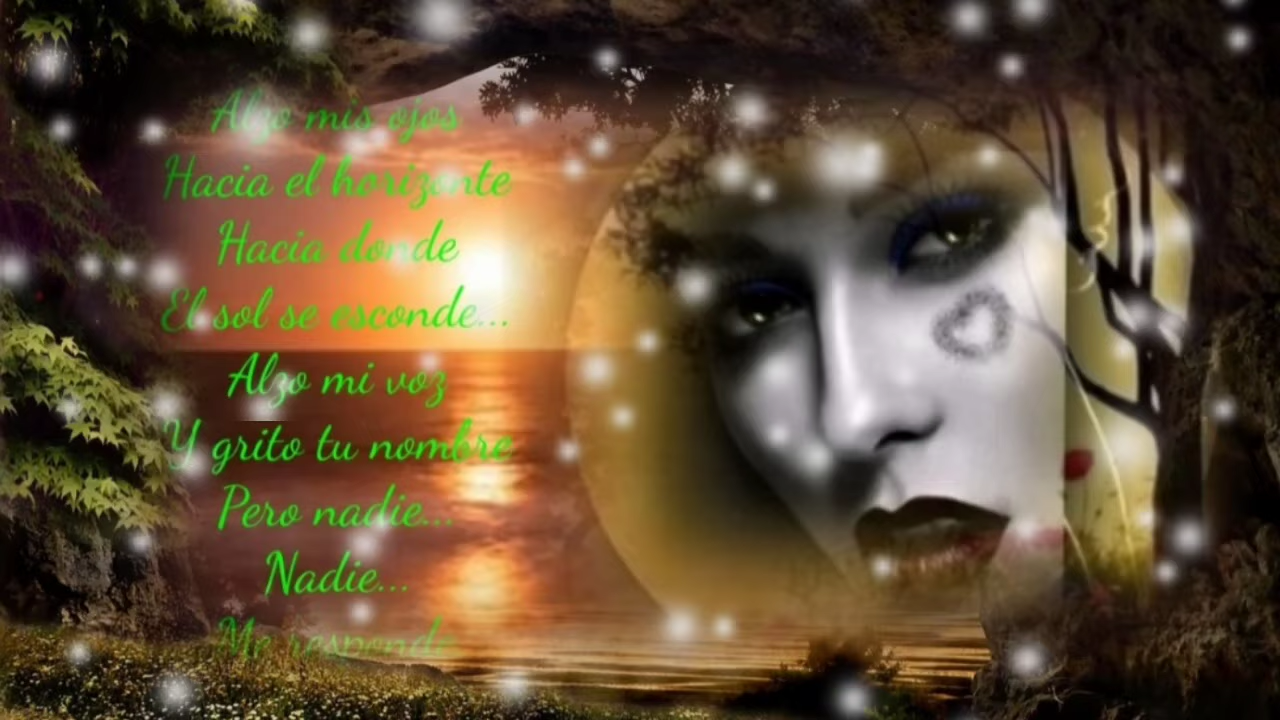 Alzo mis ojos
Hacia el horizonte
Hacia donde
El sol se esconde...
Alzo mi voz
Y grito tu nombre
Pero nadie...
Nadie...
Me responde